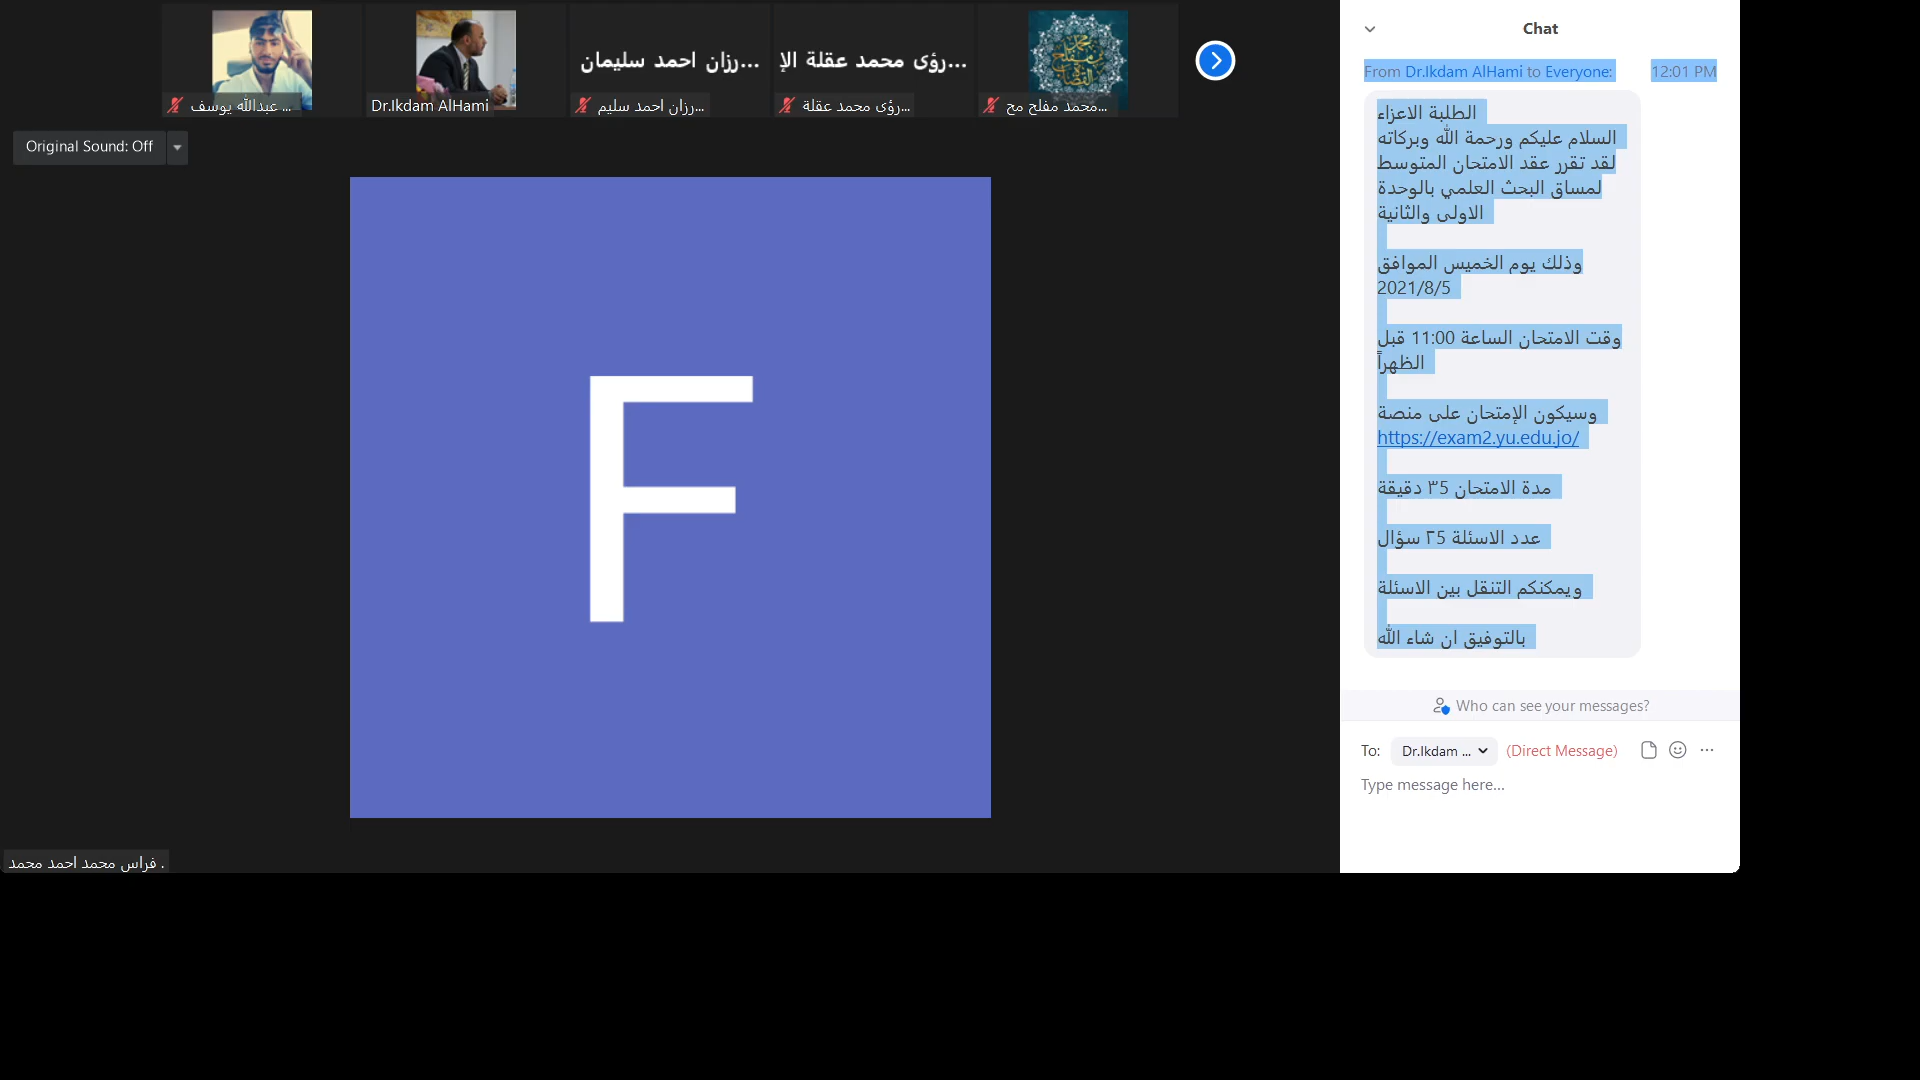 رزان احمد سليمان...
رؤى محمد عقلة الإ...
عبدالله يوسف ...
Dr.Ikdam AlHami
رزان احمد سليم...
رؤى محمد عقلة...
محمد مفلح مح...
Original Sound: Off
F
فراس محمد احمد محمد .
Chat
From Dr.Ikdam AlHami to Everyone: 12:01 PM
الطلبة الاعزاء
السلام عليكم ورحمة الله وبركاته
لقد تقرر عقد الامتحان المتوسط
لمساق البحث العلمي بالوحدة
الاولى والثانية
وذلك يوم الخميس الموافق
2021/8/5
وقت الامتحان الساعة 11:00 قبل
الظهراً
وسيكون الإمتحان على منصة
https://exam2.yu.edu.jo/
مدة الامتحان ٣5 دقيقة
عدد الاسئلة ٢5 سؤال
ويمكنكم التنقل بين الاسئلة
بالتوفيق ان شاء الله
Who can see your messages?
To: Dr.Ikdam ... (Direct Message)
Type message here...